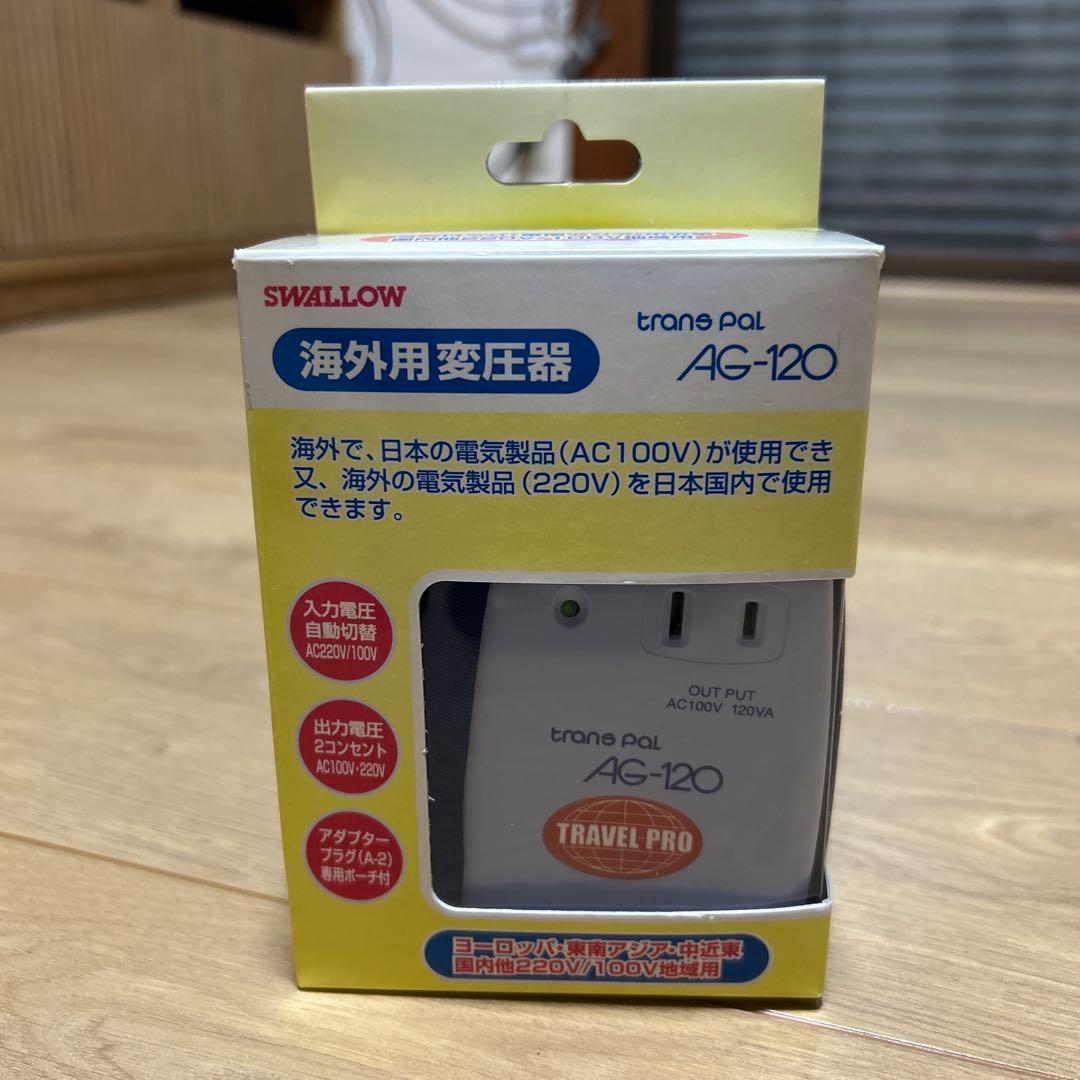 SWALLOW
trans pal
海外用変圧器
AG-120
海外で、日本の電気製品(AC100V)が使用でき
又、海外の電気製品(220V)を日本国内で使用
できます。
入力電圧
自動切替
AC220V/100V
出力電圧
2コンセント
AC100V・220V
アダプター
プラグ(A-2)
専用ポーチ付
OUT PUT
AC100V 120VA
trans pal
AG-120
TRAVEL PRO
ヨーロッパ・東南アジア・中近東
国内他220V/100V地域用